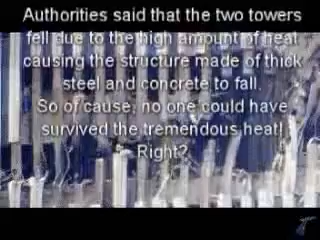 Authorities said that the two towers
fell due to the high amount of heat
causing the structure made of thick
steel and concrete to fall.
So of cause, no one could have
survived the tremendous heat!
Right?